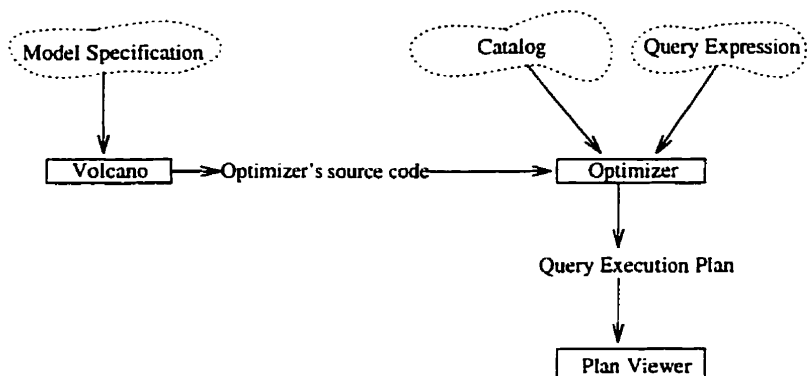 Model Specification
Catalog
Query Expression
Volcano
Optimizer's source code
Optimizer
Query Execution Plan
Plan Viewer